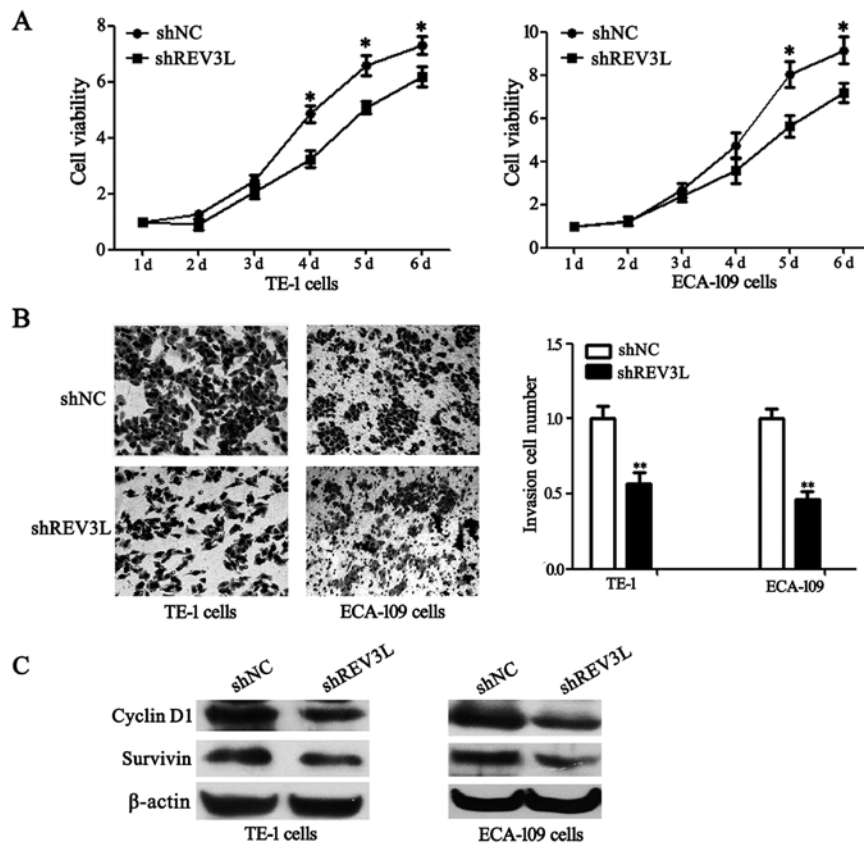 A
shNC
shREV3L
*
*
*
Cell viability
8
6
4
2
0
1 d 2 d 3 d 4 d 5 d 6 d
TE-1 cells
shNC
shREV3L
*
*
Cell viability
10
8
6
4
2
0
1 d 2 d 3 d 4 d 5 d 6 d
ECA-109 cells
B
shNC
shREV3L
TE-1 cells
ECA-109 cells
shNC
shREV3L
Invasion cell number
1.5
1.0
0.5
0.0
**
**
TE-1
ECA-109
C
shNC
shREV3L
shNC
shREV3L
Cyclin D1
Survivin
β-actin
TE-1 cells
ECA-109 cells